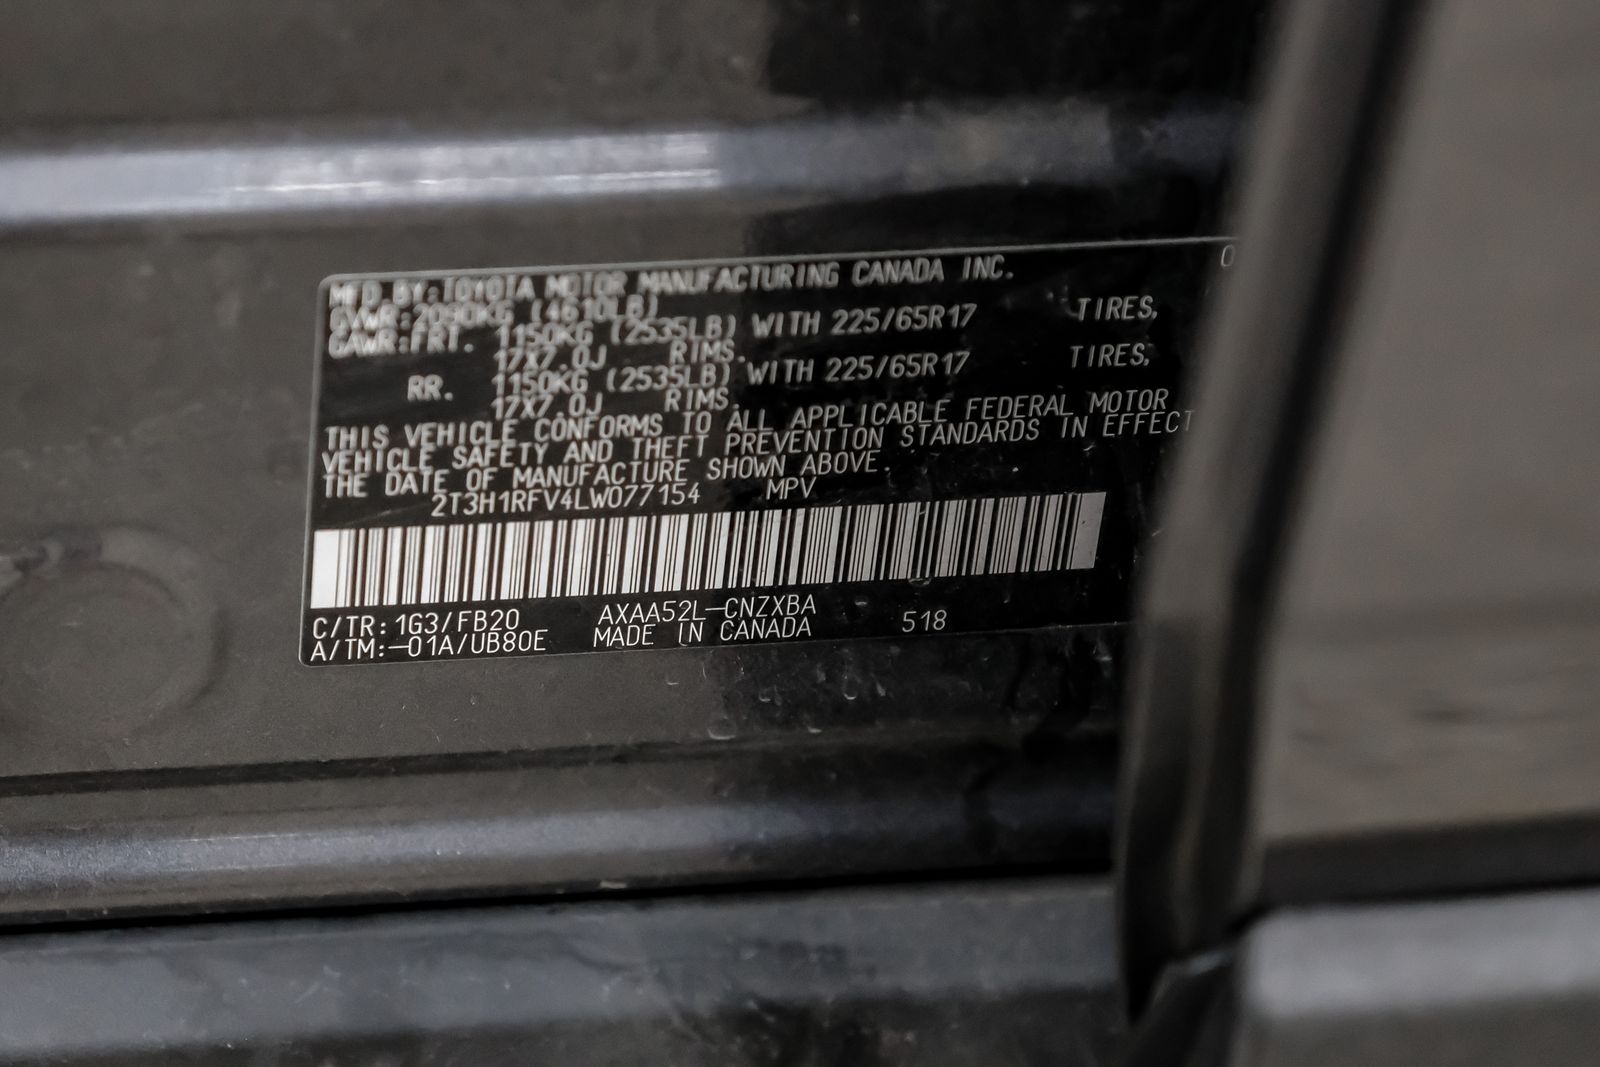 MFD.BY:TOYOTA MOTOR MANUFACTURING CANADA INC. 0
GVWR:2090KG (4610LB)
GAWR:FRT. 1150KG (2535LB) WITH 225/65R17 TIRES,
17X7.0J RIMS.
RR. 1150KG (2535LB) WITH 225/65R17 TIRES,
17X7.0J RIMS.
THIS VEHICLE CONFORMS TO ALL APPLICABLE FEDERAL MOTOR
VEHICLE SAFETY AND THEFT PREVENTION STANDARDS IN EFFECT
THE DATE OF MANUFACTURE SHOWN ABOVE.
2T3H1RFV4LW077154 MPV
C/TR:1G3/FB20 AXAA52L-CNZXBA
A/TM:-01A/UB80E MADE IN CANADA 518